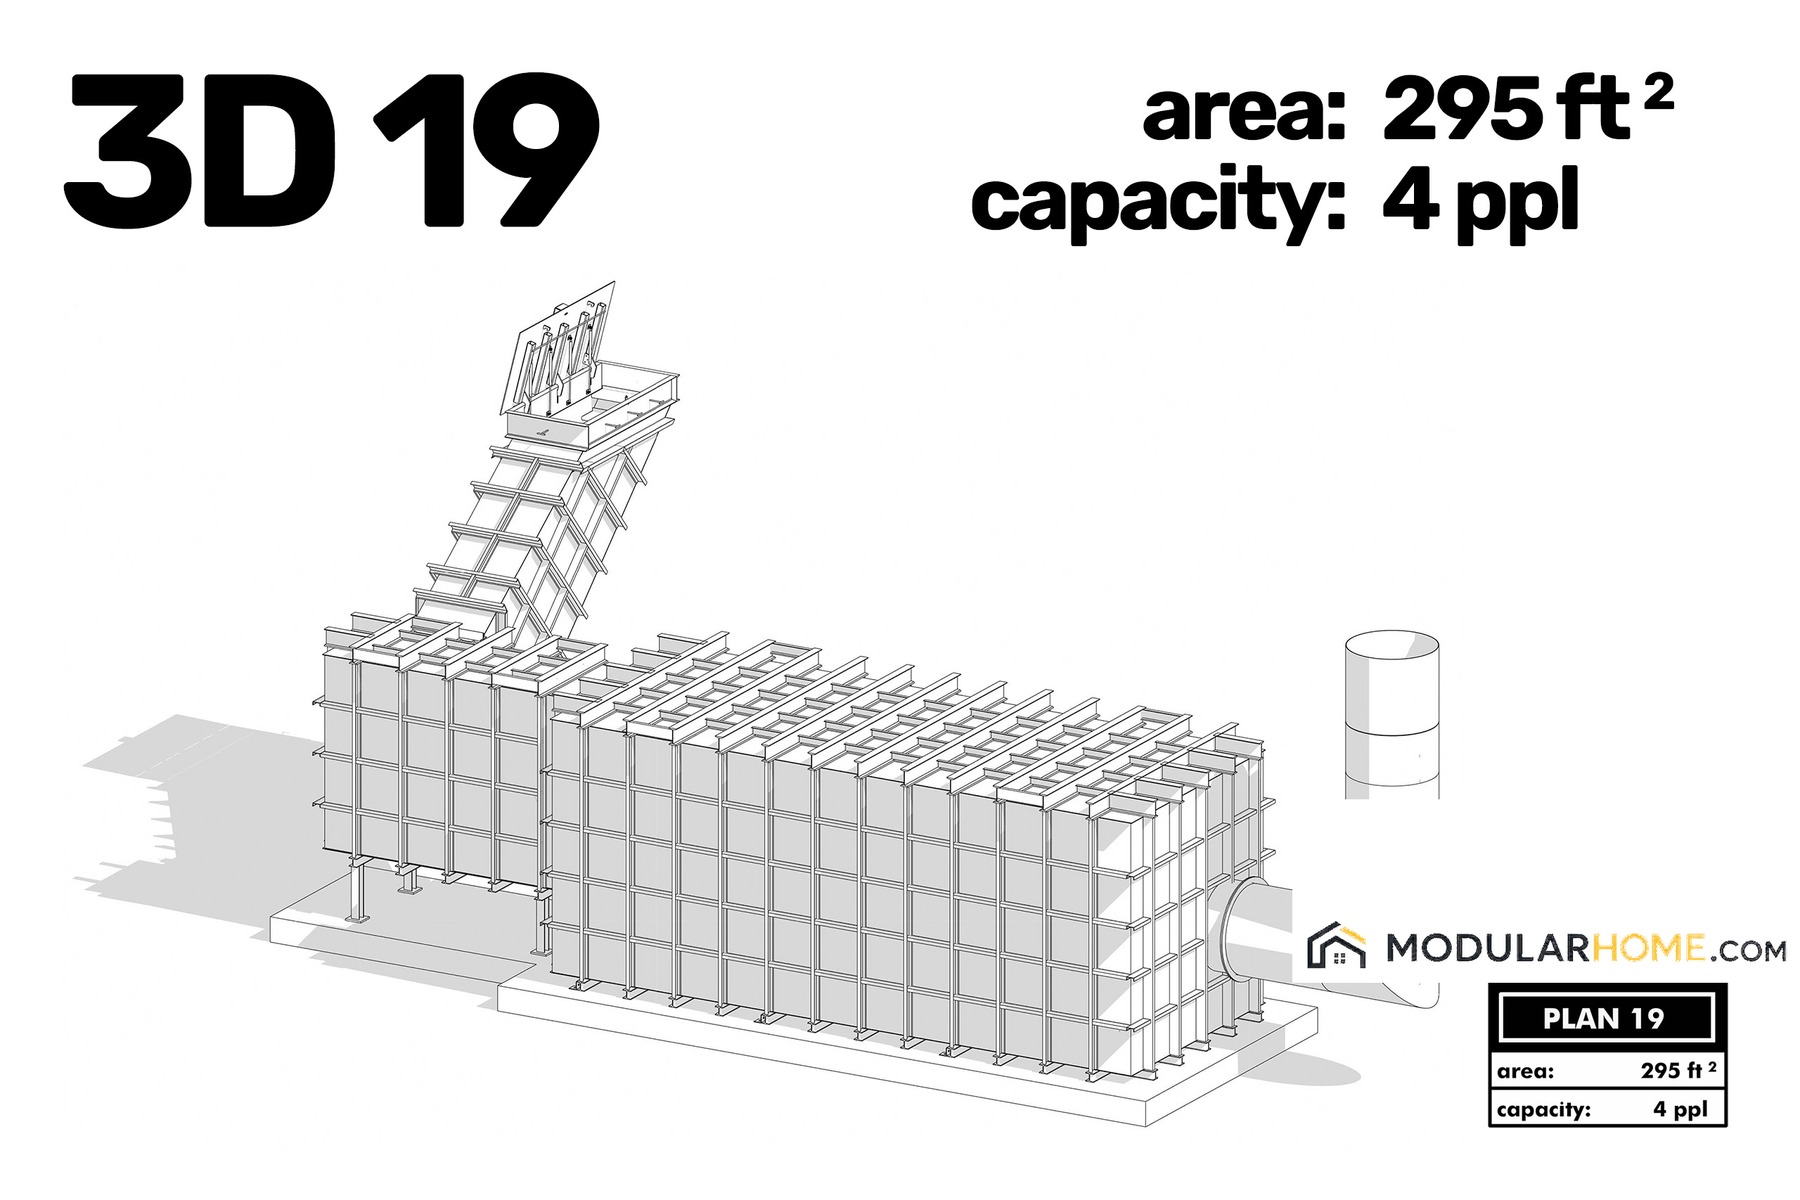 3D 19
area: 295 ft ²
capacity: 4 ppl
MODULARHOME.COM
PLAN 19
area: 295 ft ²
capacity: 4 ppl